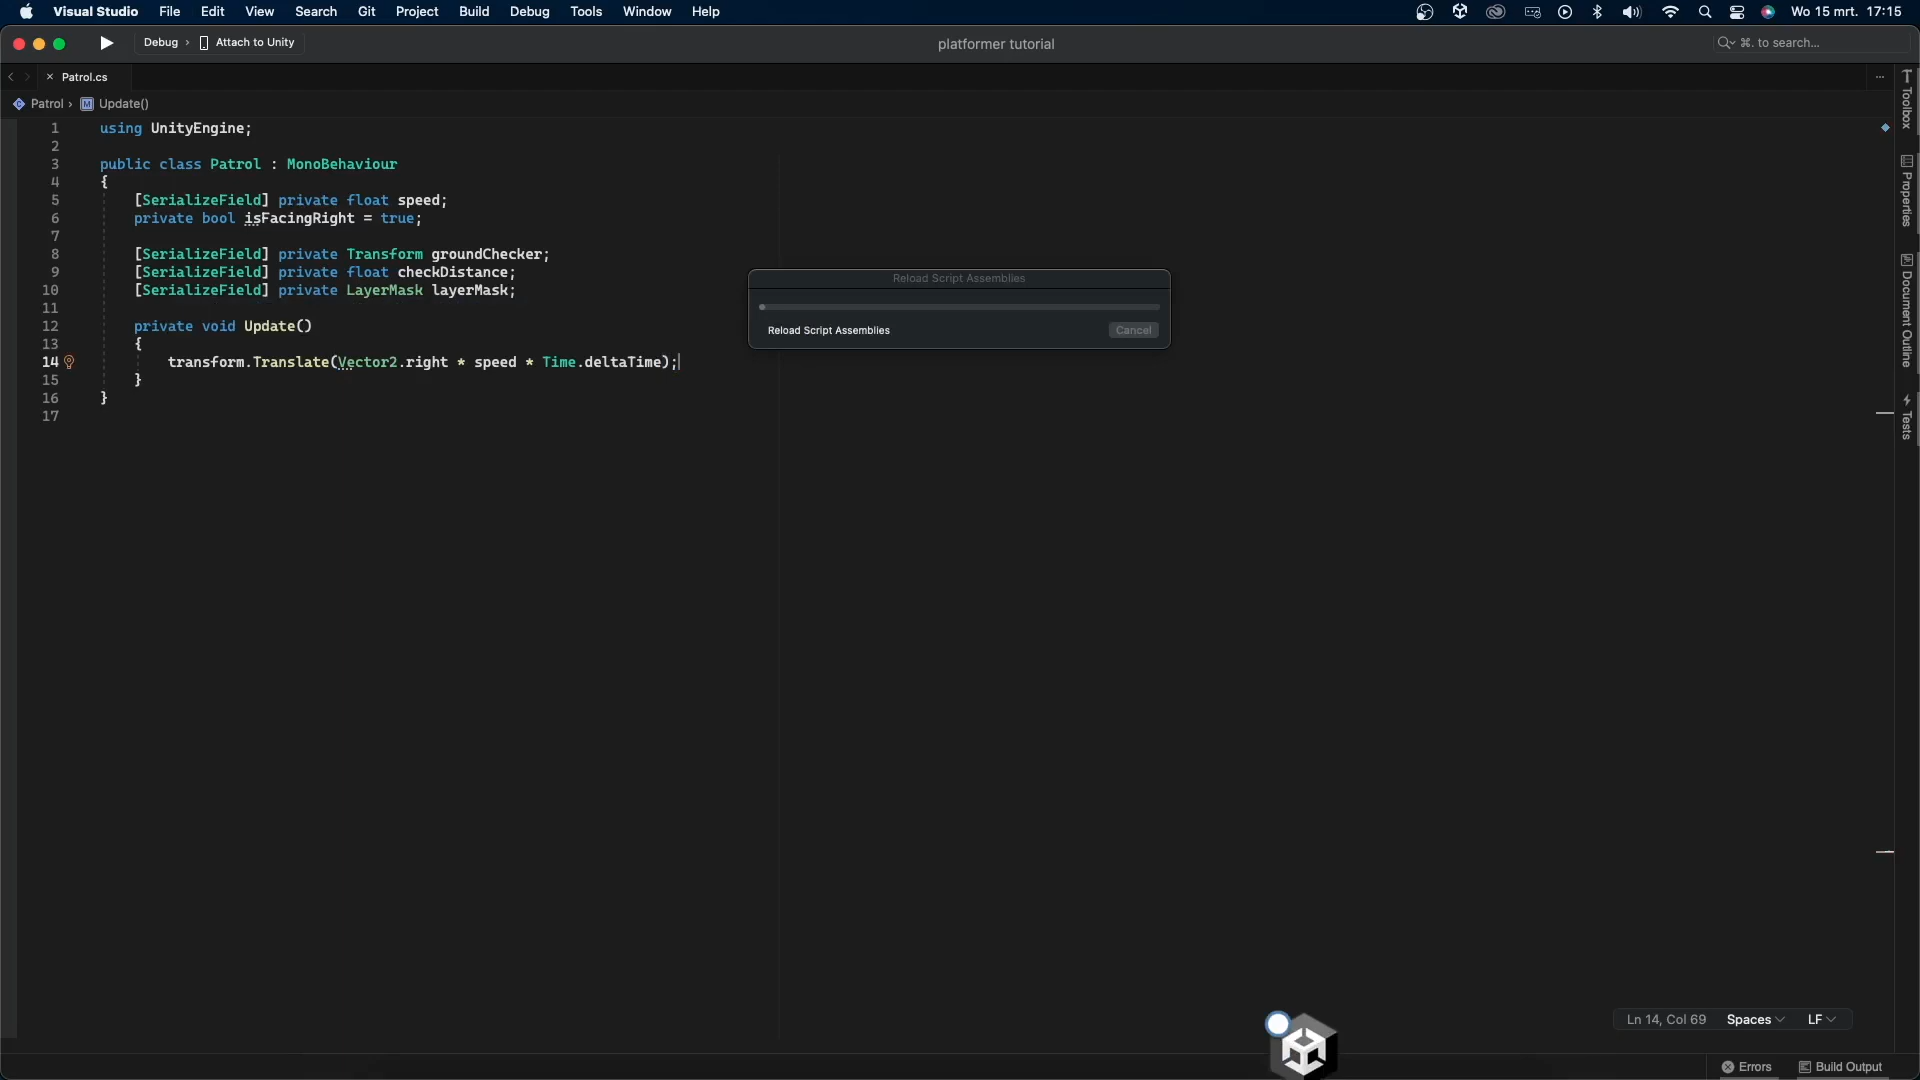 Visual Studio File Edit View Search Git Project Build Debug Tools Window Help Wo 15 mrt. 17:15
Debug › Attach to Unity platformer tutorial ⌘. to search...
Patrol.cs
Patrol › M Update()
1 using UnityEngine;
2
3 public class Patrol : MonoBehaviour
4 {
5 [SerializeField] private float speed;
6 private bool isFacingRight = true;
7
8 [SerializeField] private Transform groundChecker;
9 [SerializeField] private float checkDistance;
10 [SerializeField] private LayerMask layerMask;
11
12 private void Update()
13 {
14 transform.Translate(Vector2.right * speed * Time.deltaTime);
15 }
16 }
17
Reload Script Assemblies
Reload Script Assemblies Cancel
Toolbox
Properties
Document Outline
Tests
Ln 14, Col 69 Spaces LF
Errors Build Output